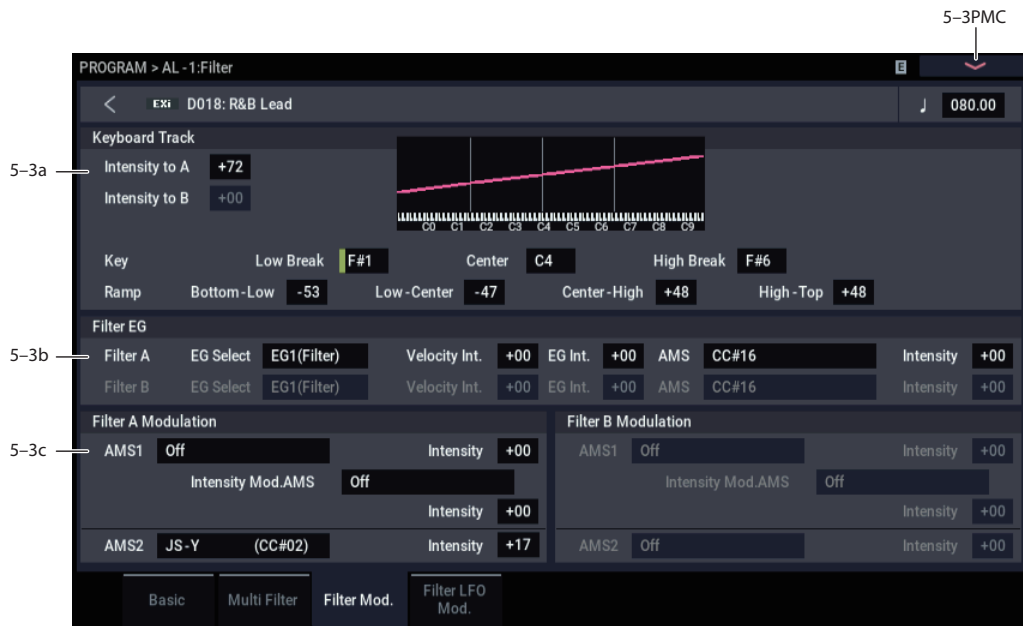 5–3PMC
PROGRAM > AL -1:Filter E
EXi D018: R&B Lead ♩ 080.00
Keyboard Track
5–3a Intensity to A +72
Intensity to B +00
C0 C1 C2 C3 C4 C5 C6 C7 C8 C9
Key Low Break F#1 Center C4 High Break F#6
Ramp Bottom-Low -53 Low-Center -47 Center-High +48 High-Top +48
Filter EG
5–3b Filter A EG Select EG1(Filter) Velocity Int. +00 EG Int. +00 AMS CC#16 Intensity +00
Filter B EG Select EG1(Filter) Velocity Int. +00 EG Int. +00 AMS CC#16 Intensity +00
Filter A Modulation Filter B Modulation
5–3c AMS1 Off Intensity +00 AMS1 Off Intensity +00
Intensity Mod.AMS Off Intensity Mod.AMS Off
Intensity +00 Intensity +00
AMS2 JS-Y (CC#02) Intensity +17 AMS2 Off Intensity +00
Basic Multi Filter Filter Mod. Filter LFO
Mod.